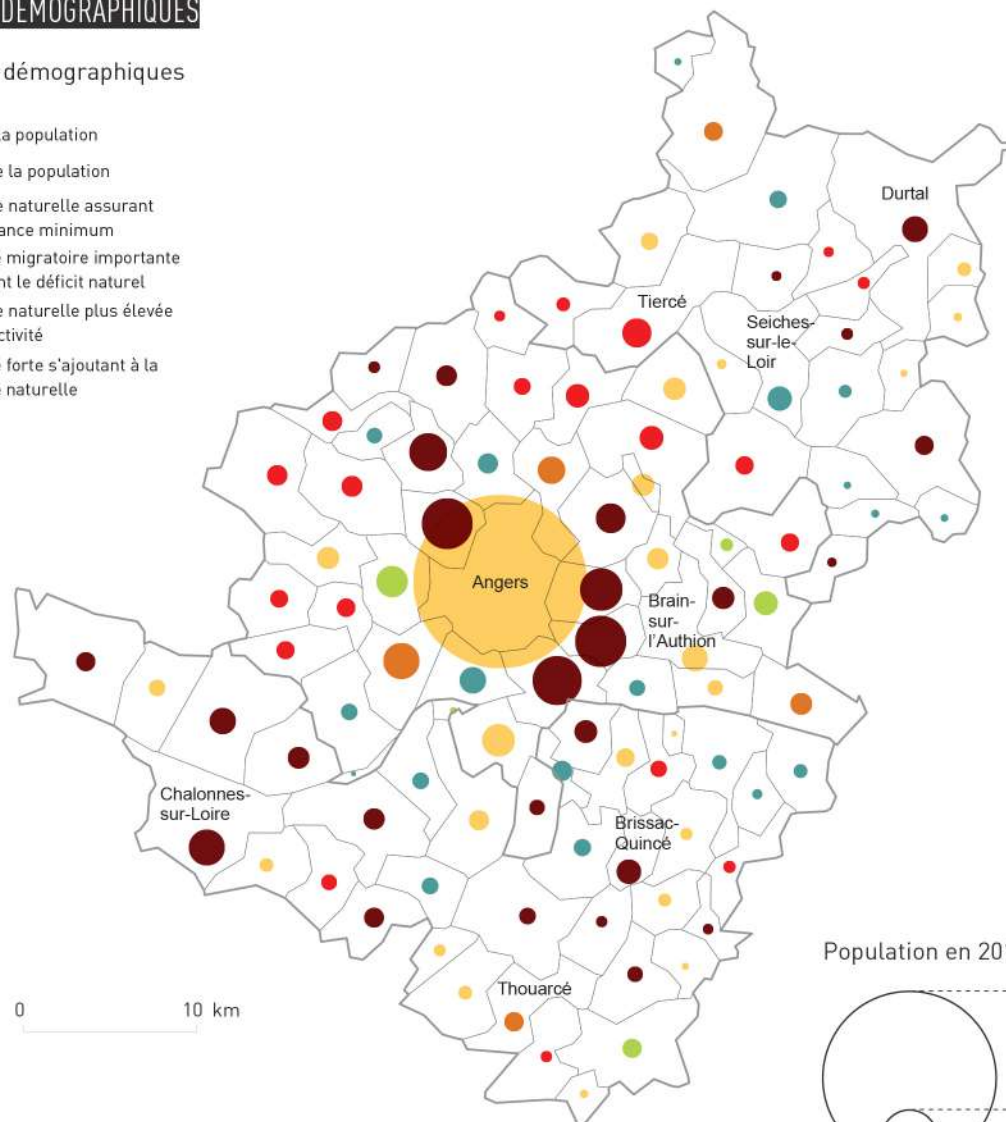 DÉMOGRAPHIQUES
démographiques
la population
la population
naturelle assurant
ance minimum
migratoire importante
nt le déficit naturel
naturelle plus élevée
ctivité
forte s'ajoutant à la
naturelle
Durtal
Tiercé
Seiches-
sur-le-
Loir
Angers
Brain-
sur-
l'Authion
Chalonnes-
sur-Loire
Brissac-
Quincé
Thouarcé
Population en 20
0 10 km